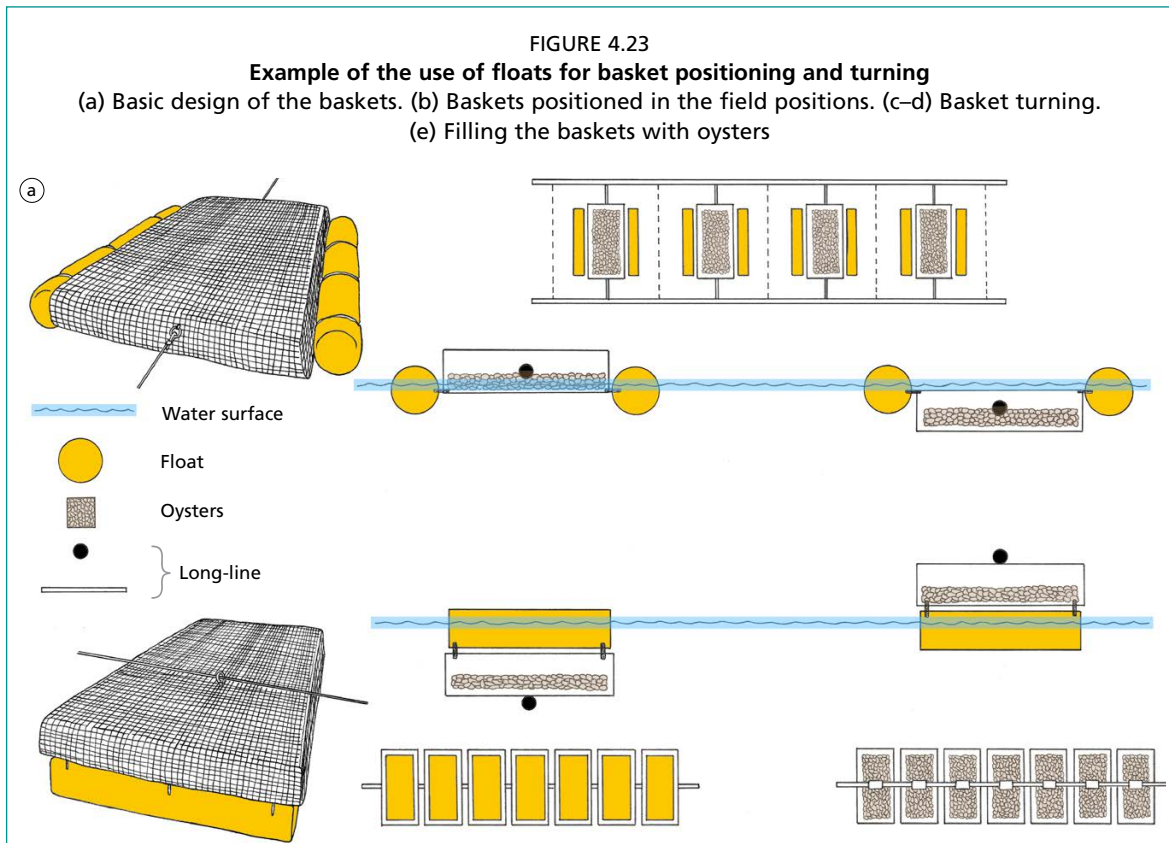 FIGURE 4.23
Example of the use of floats for basket positioning and turning
(a) Basic design of the baskets. (b) Baskets positioned in the field positions. (c–d) Basket turning.
(e) Filling the baskets with oysters
a
Water surface
Float
Oysters
Long-line